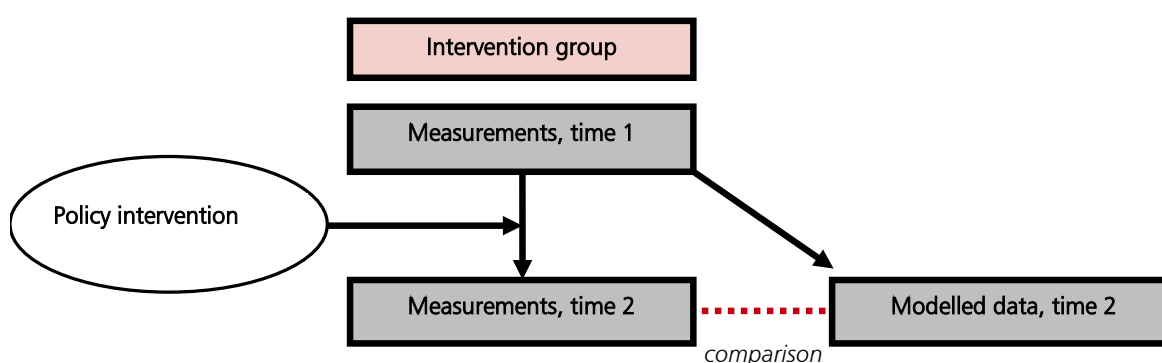 Intervention group
Measurements, time 1
Policy intervention
Measurements, time 2
Modelled data, time 2
comparison